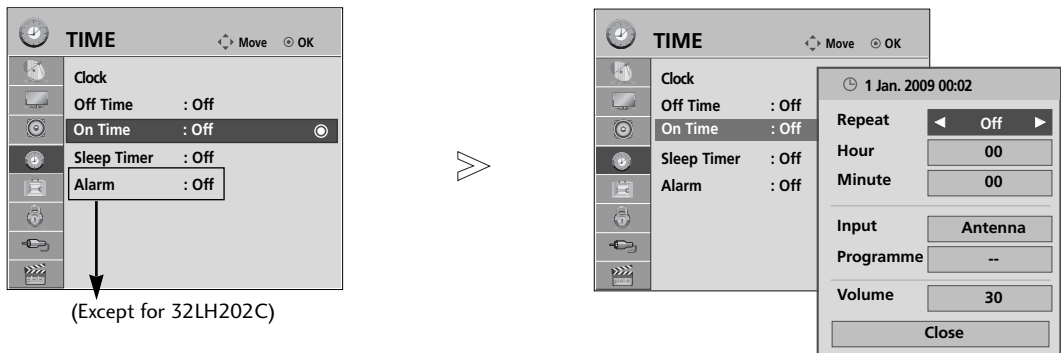 TIME Move OK
Clock
Off Time : Off
On Time : Off
Sleep Timer : Off
Alarm : Off
(Except for 32LH202C)
TIME Move OK
Clock
Off Time : Off
On Time : Off
Sleep Timer : Off
Alarm : Off
1 Jan. 2009 00:02
Repeat Off
Hour 00
Minute 00
Input Antenna
Programme --
Volume 30
Close